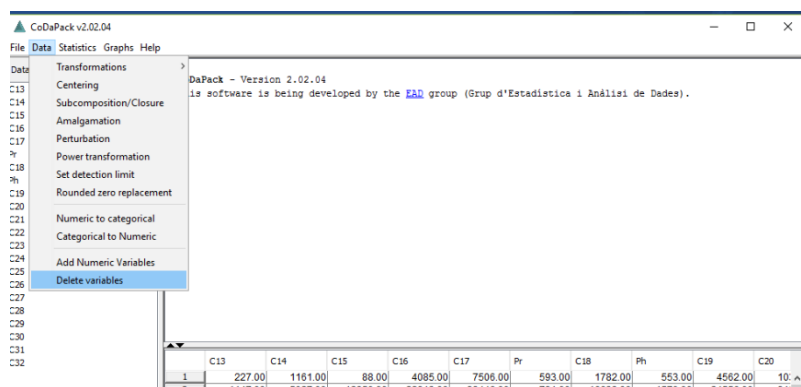 CoDaPack v2.02.04
File Data Statistics Graphs Help
Data
C13
C14
C15
C16
C17
Pr
C18
Ph
C19
C20
C21
C22
C23
C24
C25
C26
C27
C28
C29
C30
C31
C32
Transformations
Centering
Subcomposition/Closure
Amalgamation
Perturbation
Power transformation
Set detection limit
Rounded zero replacement
Numeric to categorical
Categorical to Numeric
Add Numeric Variables
Delete variables
DaPack - Version 2.02.04
is software is being developed by the EAD group (Grup d'Estadística i Anàlisi de Dades).
C13 C14 C15 C16 C17 Pr C18 Ph C19 C20
1 227.00 1161.00 88.00 4085.00 7506.00 593.00 1782.00 553.00 4562.00 10